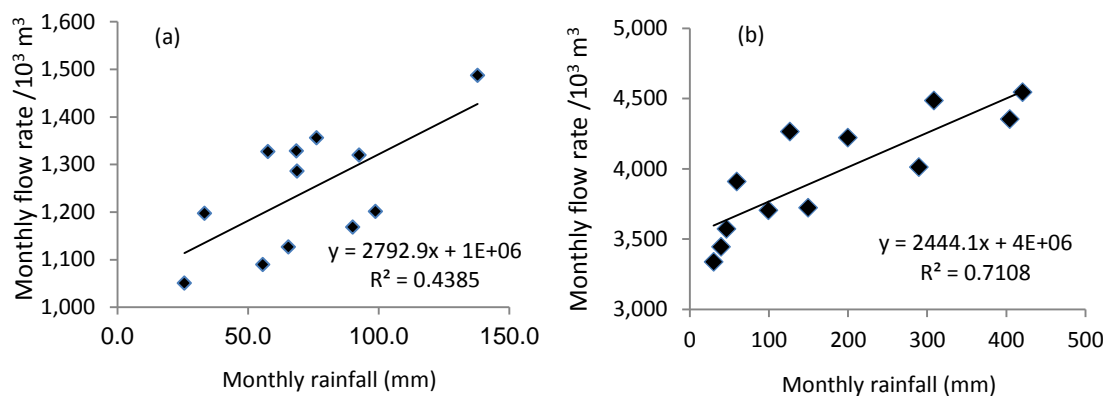 (a)
Monthly flow rate /10³ m³
1,600
1,500
1,400
1,300
1,200
1,100
1,000
y = 2792.9x + 1E+06
R² = 0.4385
0.0 50.0 100.0 150.0
Monthly rainfall (mm)
(b)
Monthly flow rate /10³ m³
5,000
4,500
4,000
3,500
3,000
y = 2444.1x + 4E+06
R² = 0.7108
0 100 200 300 400 500
Monthly rainfall (mm)